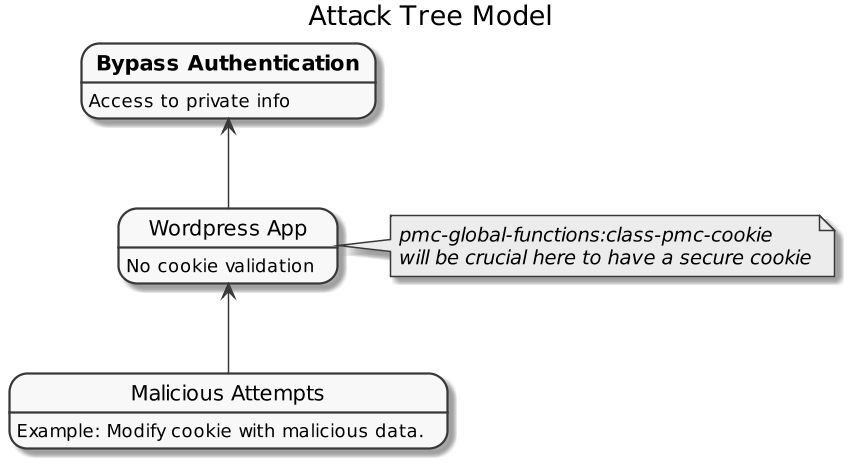 Attack Tree Model
Bypass Authentication
Access to private info
Wordpress App
No cookie validation
pmc-global-functions:class-pmc-cookie
will be crucial here to have a secure cookie
Malicious Attempts
Example: Modify cookie with malicious data.